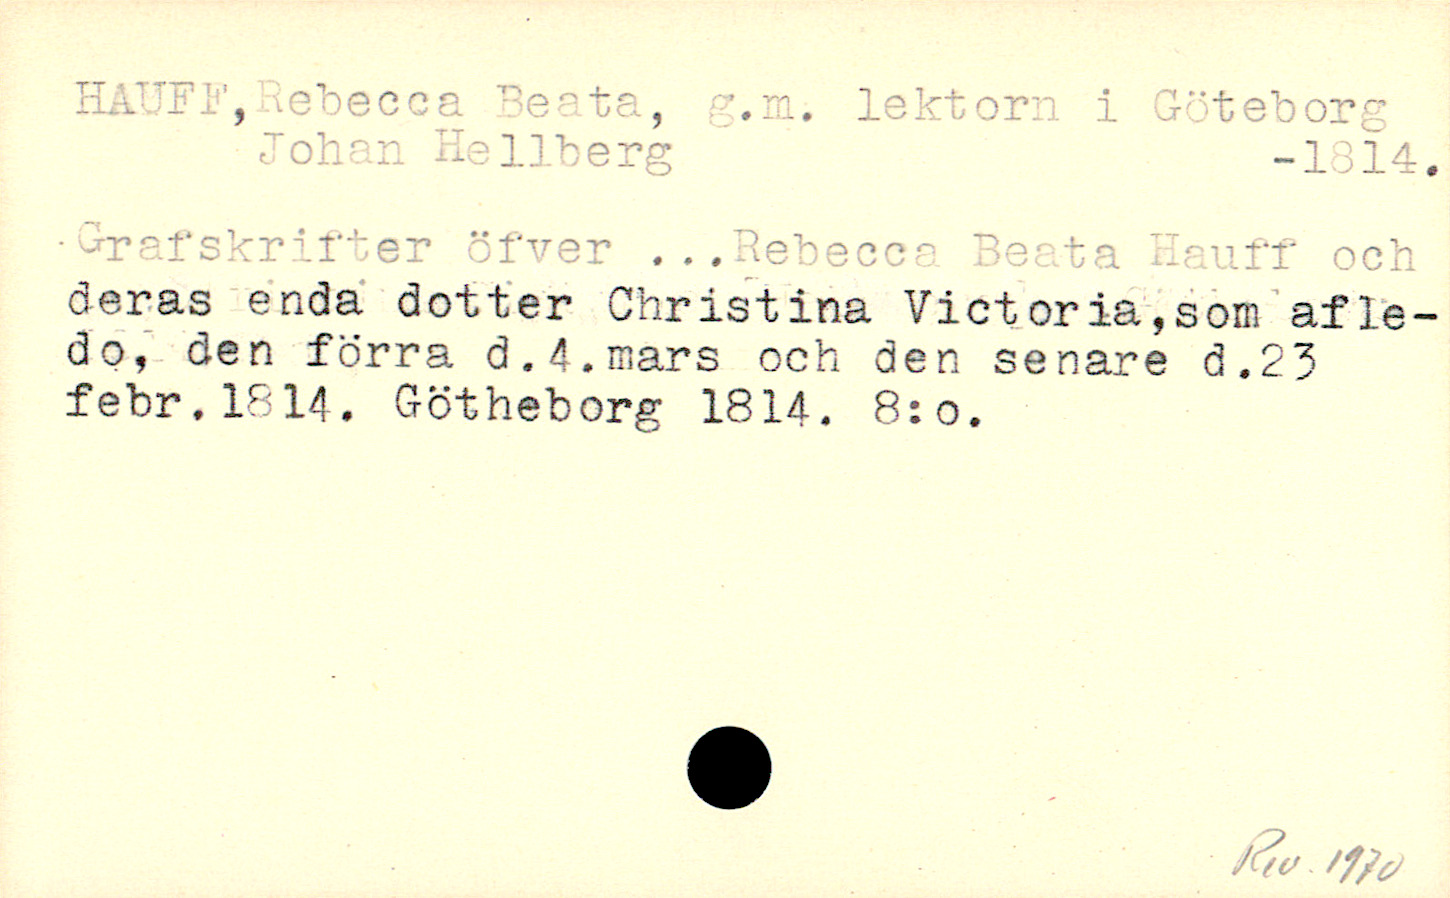 HAUFF,Rebecca Beata, g.m. lektorn i Göteborg
Johan Hellberg -1814.
Grafskrifter öfver ...Rebecca Beata Hauff och
deras enda dotter Christina Victoria,som afle-
do, den förra d.4.mars och den senare d.23
febr.1814. Götheborg 1814. 8:o.
Rev. 1970